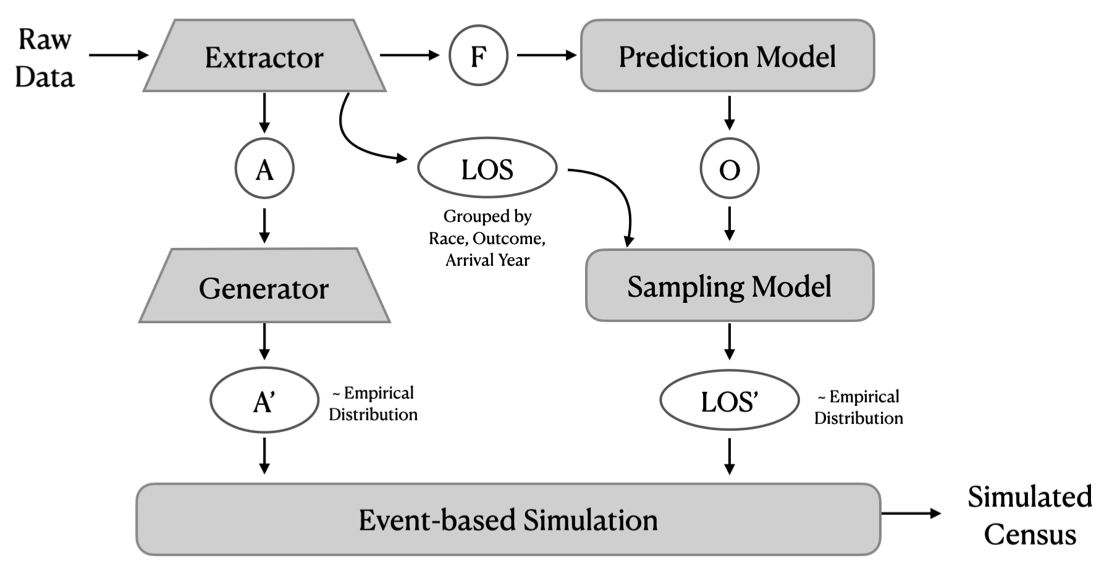 Raw
Data
Extractor
F
Prediction Model
A
LOS
Grouped by
Race, Outcome,
Arrival Year
O
Generator
Sampling Model
A’
~ Empirical
Distribution
LOS’
~ Empirical
Distribution
Event-based Simulation
Simulated
Census